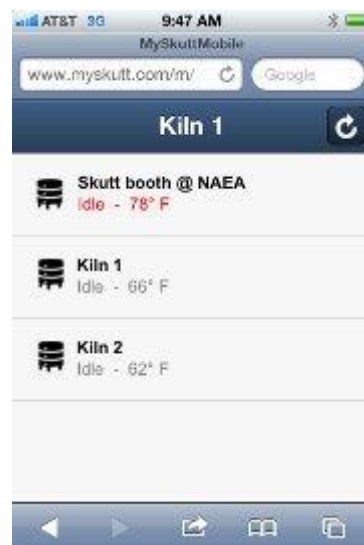 AT&T 3G 9:47 AM
MySkuttMobile
www.myskutt.com/m/ Google
Kiln 1
Skutt booth @ NAEA
Idle - 78° F
Kiln 1
Idle - 66° F
Kiln 2
Idle - 62° F